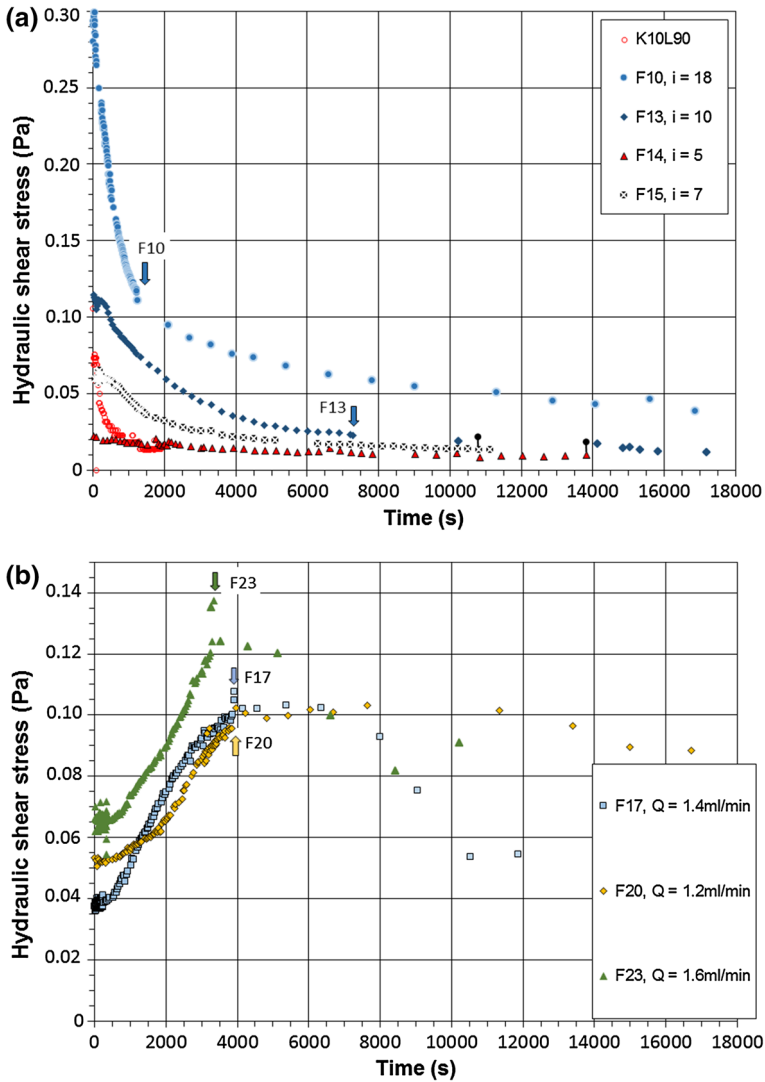 (a)
0.30
0.25
0.20
0.15
0.10
0.05
0
Hydraulic shear stress (Pa)
K10L90
F10, i = 18
F13, i = 10
F14, i = 5
F15, i = 7
F10
F13
0 2000 4000 6000 8000 10000 12000 14000 16000 18000
Time (s)
(b)
0.14
0.12
0.10
0.08
0.06
0.04
0.02
0.00
Hydraulic shear stress (Pa)
F23
F17
F20
F17, Q = 1.4ml/min
F20, Q = 1.2ml/min
F23, Q = 1.6ml/min
0 2000 4000 6000 8000 10000 12000 14000 16000 18000
Time (s)